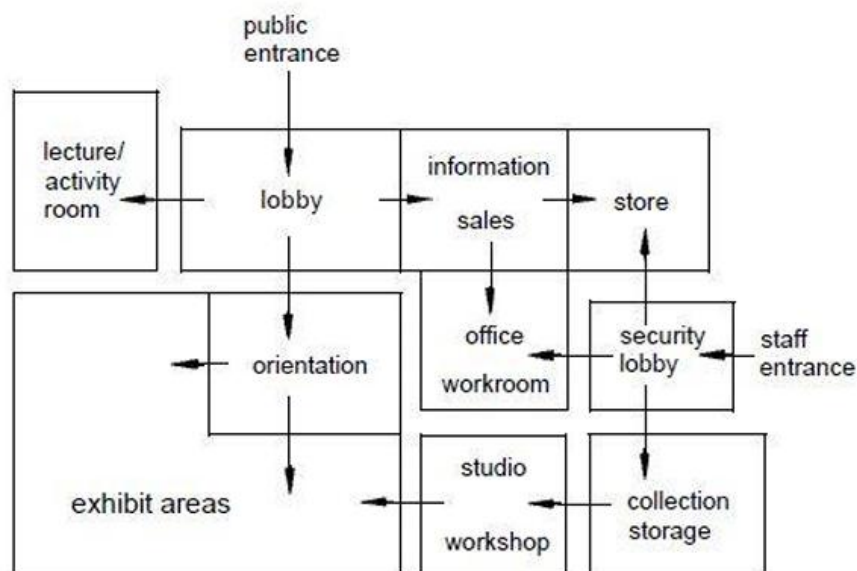 public
entrance
lecture/
activity
room
lobby
information
sales
store
orientation
office
workroom
security
lobby
staff
entrance
exhibit areas
studio
workshop
collection
storage